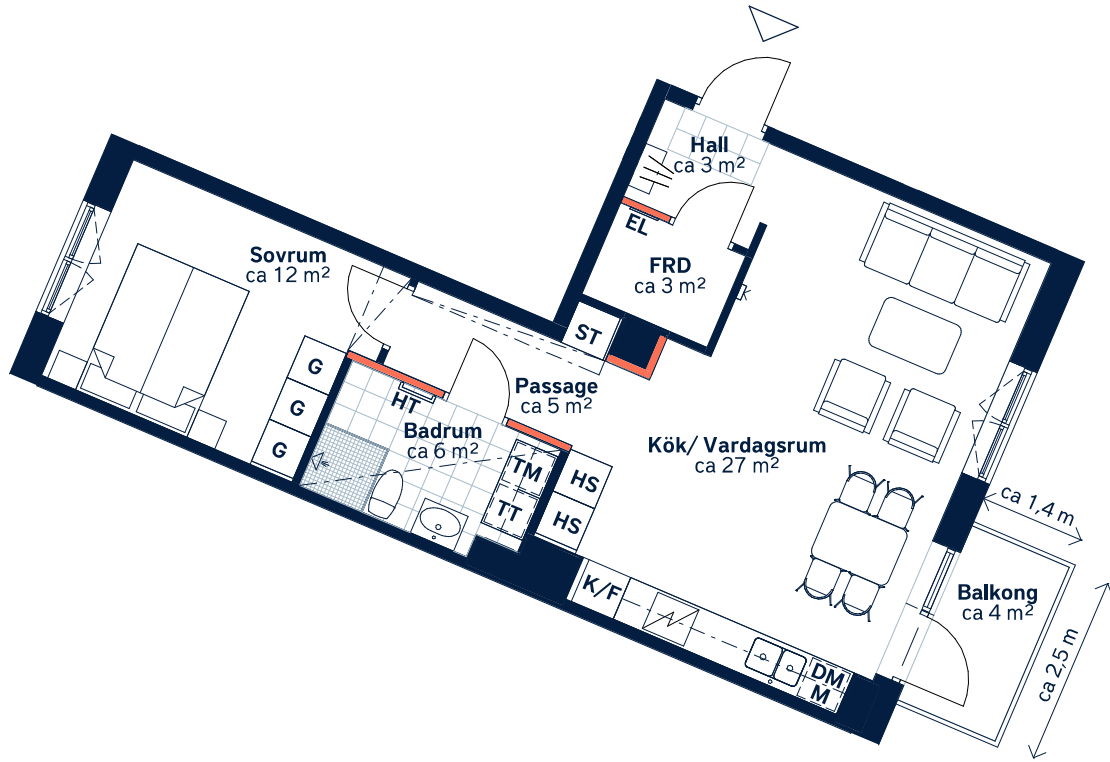 Hall
ca 3 m²
EL
FRD
ca 3 m²
Sovrum
ca 12 m²
ST
G
G
G
HT
Passage
ca 5 m²
Badrum
ca 6 m²
TM
TT
HS
HS
Kök/ Vardagsrum
ca 27 m²
K/F
DM
M
Balkong
ca 4 m²
ca 1,4 m
ca 2,5 m